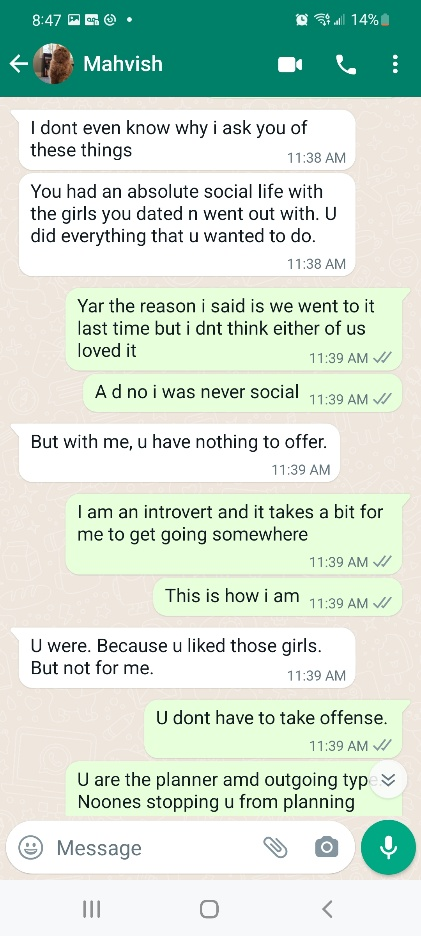 8:47
14%
Mahvish
I dont even know why i ask you of
these things
11:38 AM
You had an absolute social life with
the girls you dated n went out with. U
did everything that u wanted to do.
11:38 AM
Yar the reason i said is we went to it
last time but i dnt think either of us
loved it
11:39 AM
A d no i was never social
11:39 AM
But with me, u have nothing to offer.
11:39 AM
I am an introvert and it takes a bit for
me to get going somewhere
11:39 AM
This is how i am
11:39 AM
U were. Because u liked those girls.
But not for me.
11:39 AM
U dont have to take offense.
11:39 AM
U are the planner amd outgoing type
Noones stopping u from planning
Message